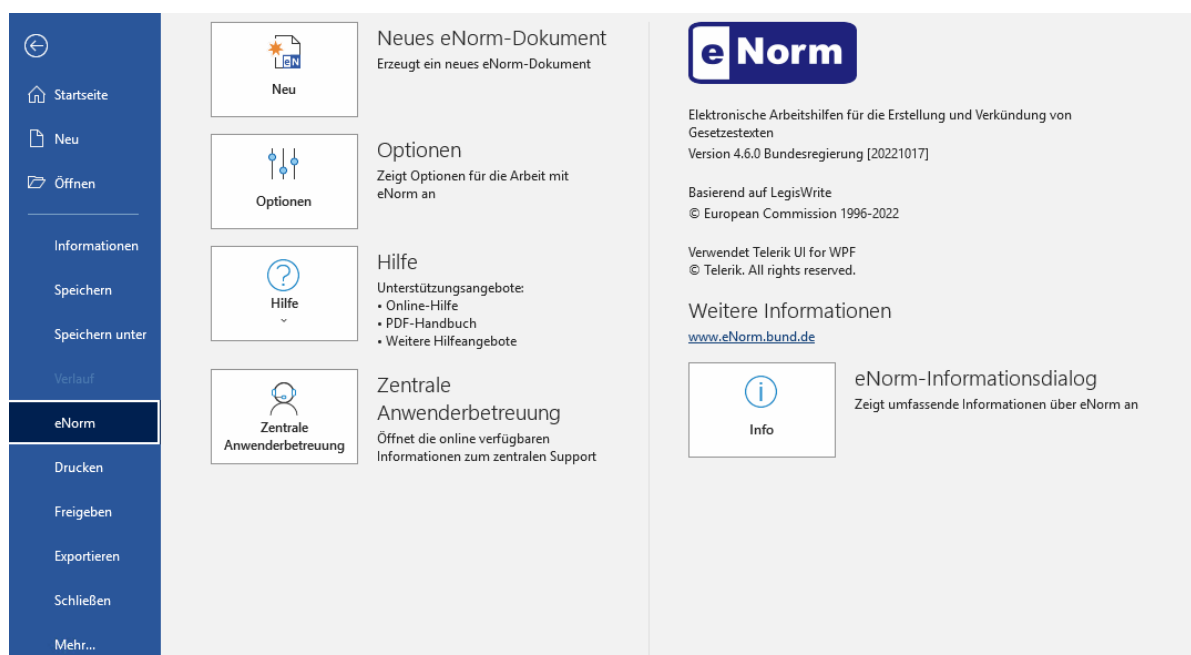 Startseite
Neu
Öffnen
Informationen
Speichern
Speichern unter
Verlauf
eNorm
Drucken
Freigeben
Exportieren
Schließen
Mehr...
eN
Neu
Neues eNorm-Dokument
Erzeugt ein neues eNorm-Dokument
Optionen
Optionen
Zeigt Optionen für die Arbeit mit
eNorm an
Hilfe
Hilfe
Unterstützungsangebote:
• Online-Hilfe
• PDF-Handbuch
• Weitere Hilfeangebote
Zentrale
Anwenderbetreuung
Zentrale
Anwenderbetreuung
Öffnet die online verfügbaren
Informationen zum zentralen Support
eNorm
Elektronische Arbeitshilfen für die Erstellung und Verkündung von
Gesetzestexten
Version 4.6.0 Bundesregierung [20221017]
Basierend auf LegisWrite
© European Commission 1996-2022
Verwendet Telerik UI for WPF
© Telerik. All rights reserved.
Weitere Informationen
www.eNorm.bund.de
Info
eNorm-Informationsdialog
Zeigt umfassende Informationen über eNorm an